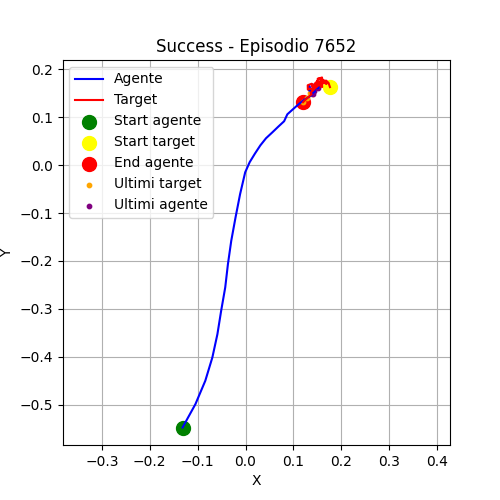 Success - Episodio 7652
Agente
Target
Start agente
Start target
End agente
Ultimi target
Ultimi agente
0.2
0.1
0.0
−0.1
−0.2
−0.3
−0.4
−0.5
Y
−0.3 −0.2 −0.1 0.0 0.1 0.2 0.3 0.4
X